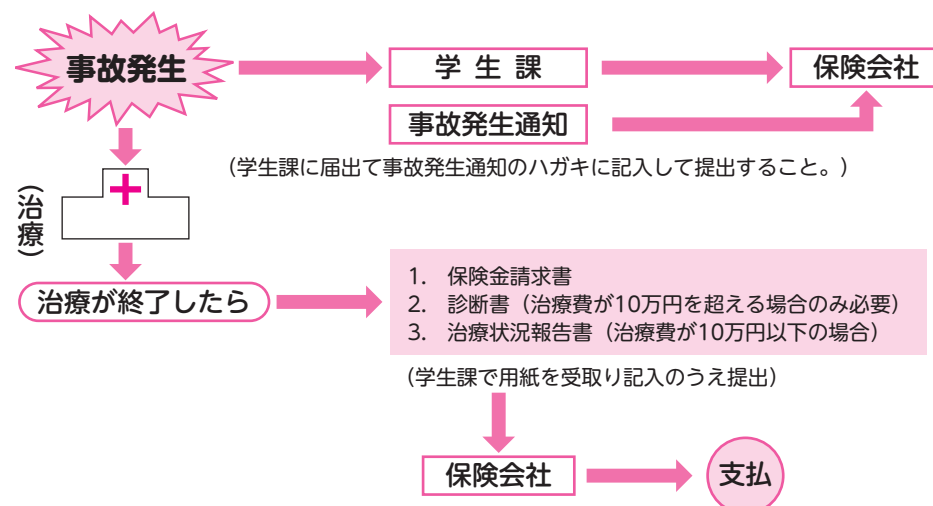 事故発生
学生課
保険会社
事故発生通知
（学生課に届出て事故発生通知のハガキに記入して提出すること。）
（治療）
治療が終了したら
1. 保険金請求書
2. 診断書（治療費が10万円を超える場合のみ必要）
3. 治療状況報告書（治療費が10万円以下の場合）
（学生課で用紙を受取り記入のうえ提出）
保険会社
支払